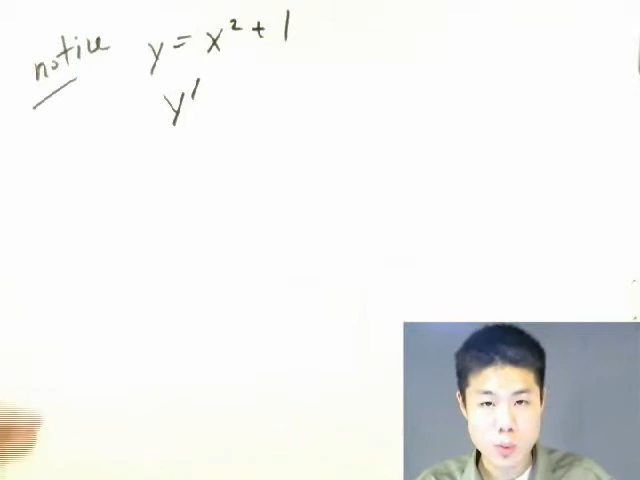 notice y = x² + 1
y'